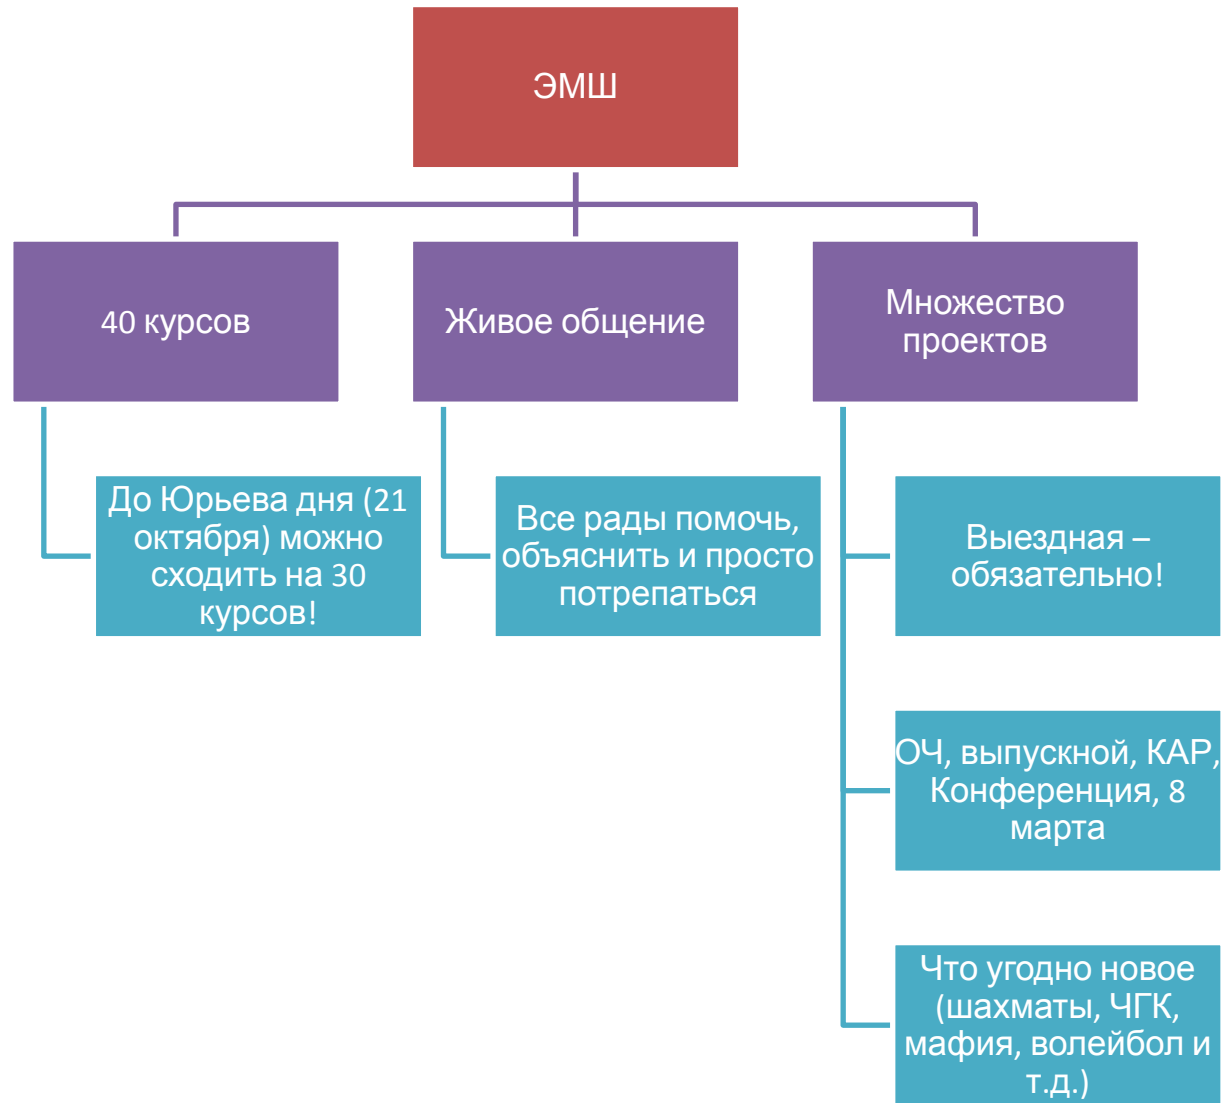 ЭМШ
40 курсов
Живое общение
Множество
проектов
До Юрьева дня (21
октября) можно
сходить на 30
курсов!
Все рады помочь,
объяснить и просто
потрепаться
Выездная –
обязательно!
ОЧ, выпускной, КАР,
Конференция, 8
марта
Что угодно новое
(шахматы, ЧГК,
мафия, волейбол и
т.д.)